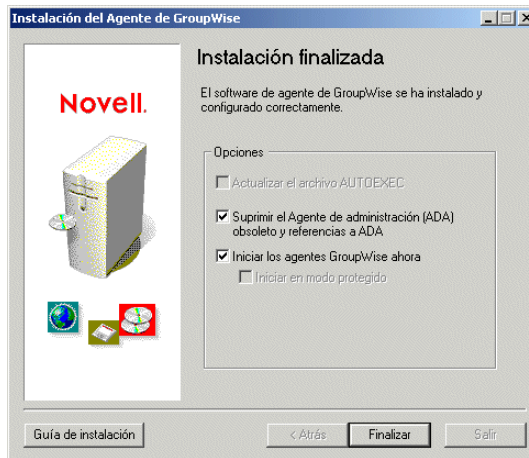 Instalación del Agente de GroupWise
Novell.
Instalación finalizada
El software de agente de GroupWise se ha instalado y
configurado correctamente.
Opciones
Actualizar el archivo AUTOEXEC
Suprimir el Agente de administración (ADA)
obsoleto y referencias a ADA
Iniciar los agentes GroupWise ahora
Iniciar en modo protegido
Guía de instalación
< Atrás
Finalizar
Salir